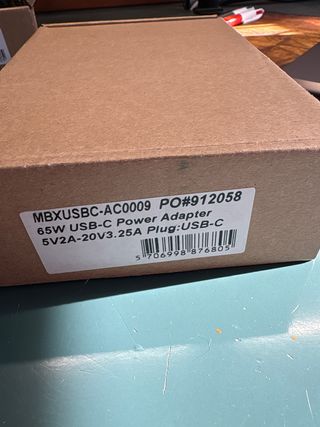 MBXUSBC-AC0009 PO#912058
65W USB-C Power Adapter
5V2A-20V3.25A Plug:USB-C
5 706998 876805